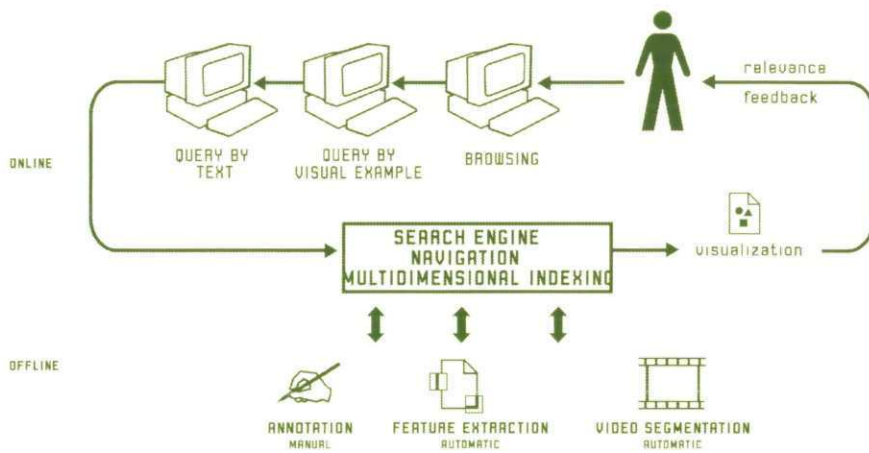 relevance
feedback
QUERY BY
TEXT
QUERY BY
VISUAL EXAMPLE
BROWSING
ONLINE
SEARCH ENGINE
NAVIGATION
MULTIDIMENSIONAL INDEXING
visualization
OFFLINE
ANNOTATION
MANUAL
FEATURE EXTRACTION
AUTOMATIC
VIDEO SEGMENTATION
AUTOMATIC